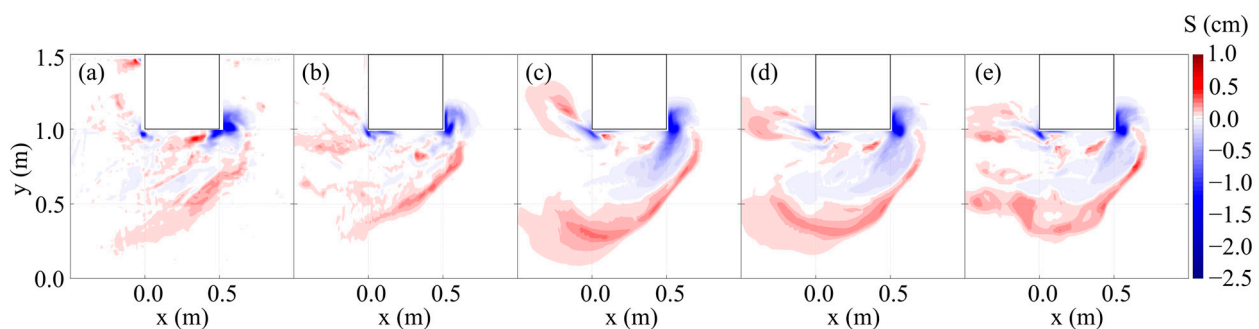 S (cm)
1.5 (a) (b) (c) (d) (e) 1.0
0.5
1.0 0.0
−0.5
y (m)
0.5 −1.0
−1.5
−2.0
0.0 −2.5
0.0 0.5 0.0 0.5 0.0 0.5 0.0 0.5 0.0 0.5
x (m) x (m) x (m) x (m) x (m)